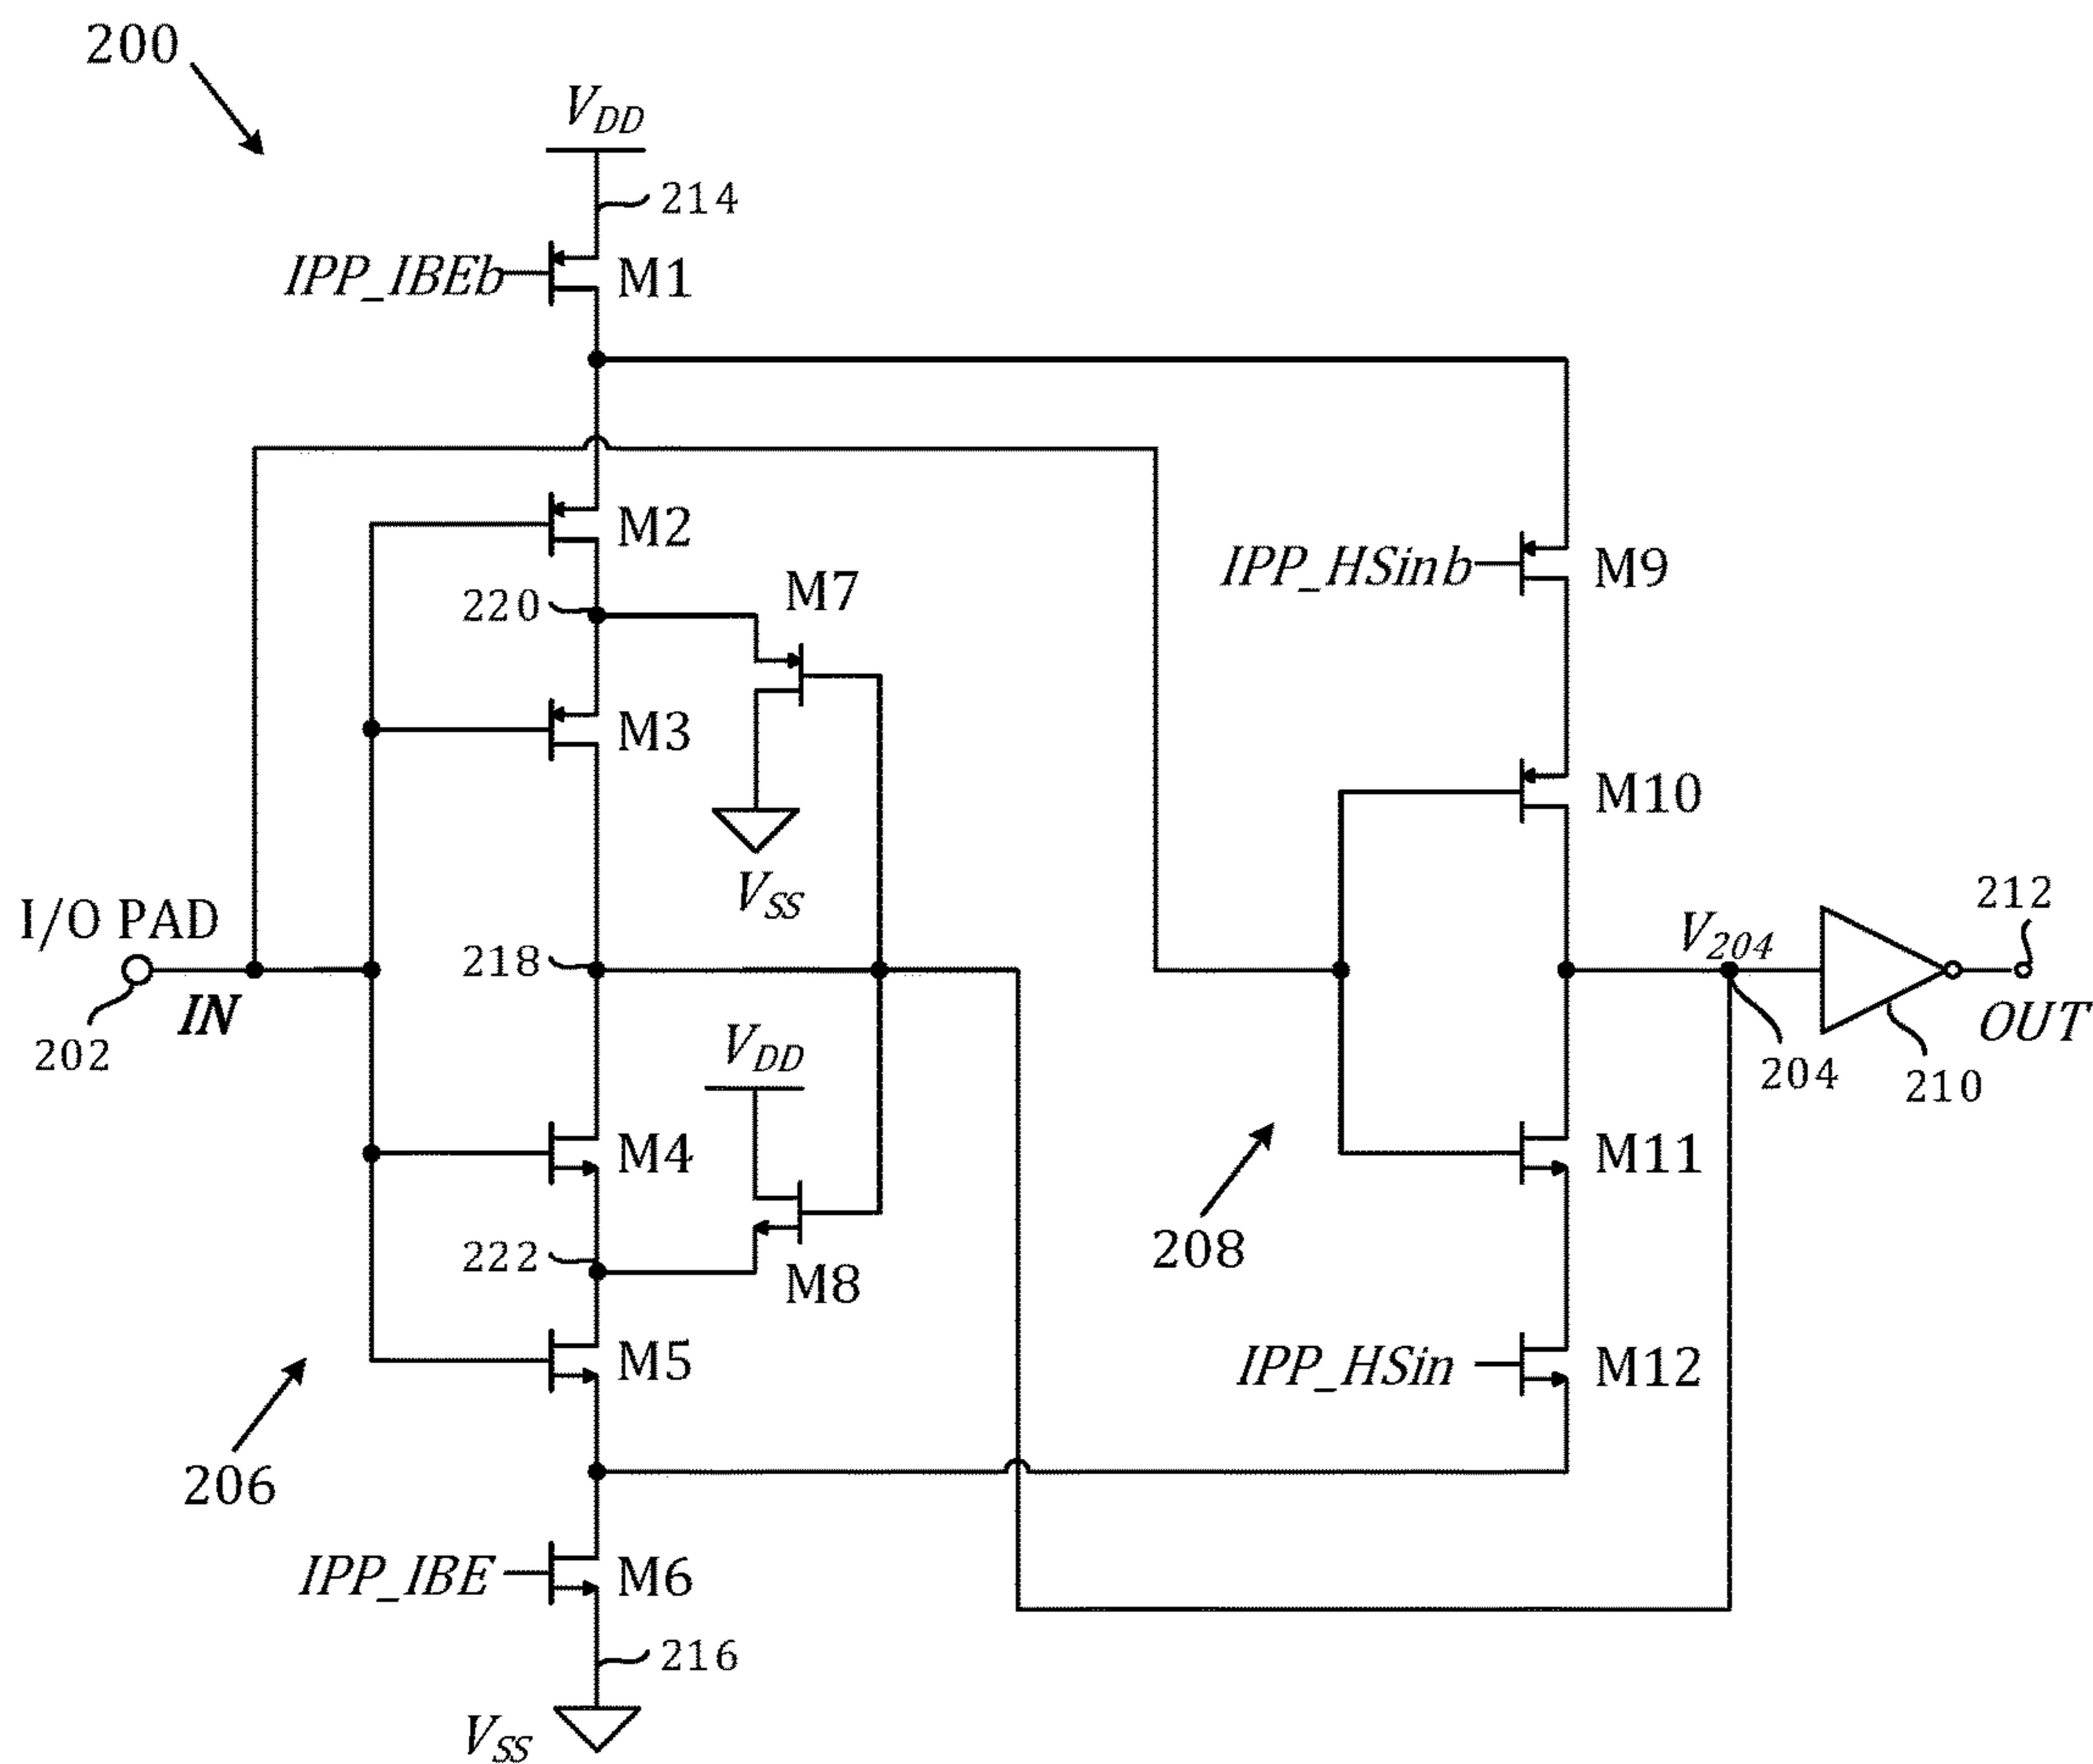 200
VDD
214
IPP_IBEb
M1
M2
M7
220
IPP_HSinb
M9
M3
M10
VSS
I/O PAD
218
V204
212
IN
202
VDD
204
OUT
210
M4
M11
208
222
M8
M5
IPP_HSin
M12
206
IPP_IBE
M6
216
VSS